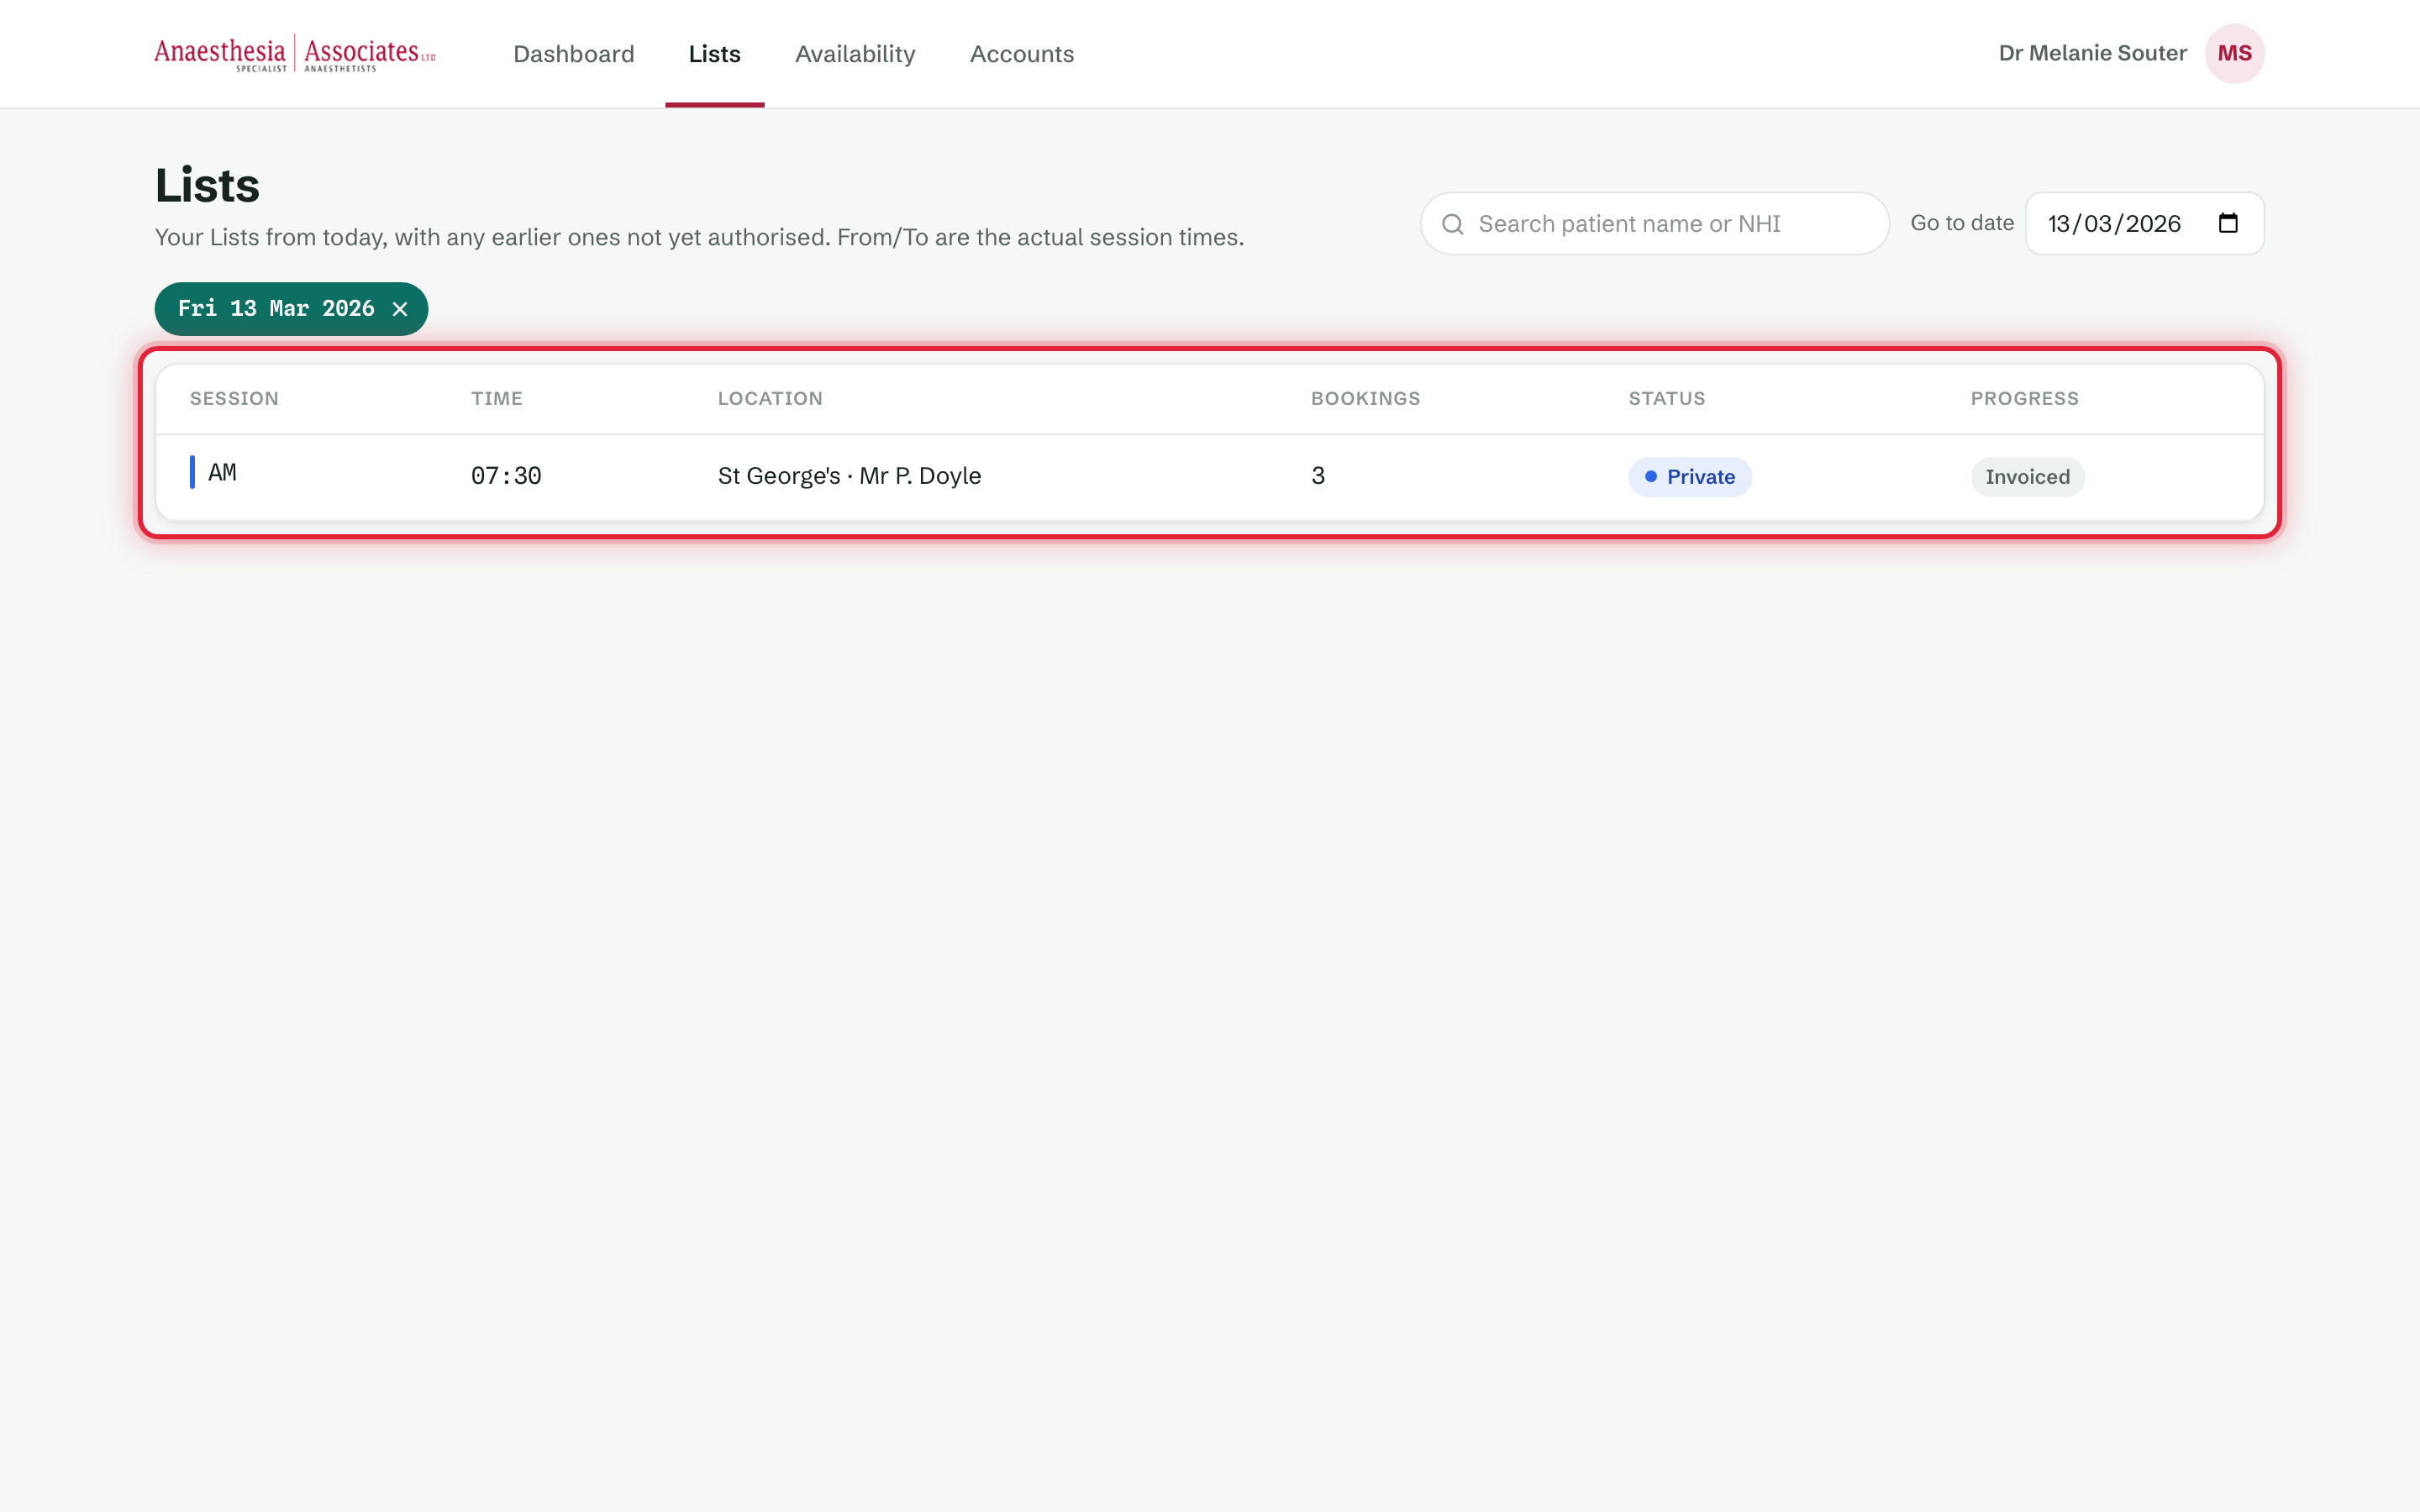 Anaesthesia | Associates LTD
SPECIALIST ANAESTHETISTS
Dashboard Lists Availability Accounts
Dr Melanie Souter MS
Lists
Your Lists from today, with any earlier ones not yet authorised. From/To are the actual session times.
Search patient name or NHI Go to date 13/03/2026
Fri 13 Mar 2026 ×
SESSION TIME LOCATION BOOKINGS STATUS PROGRESS
AM 07:30 St George's · Mr P. Doyle 3 Private Invoiced